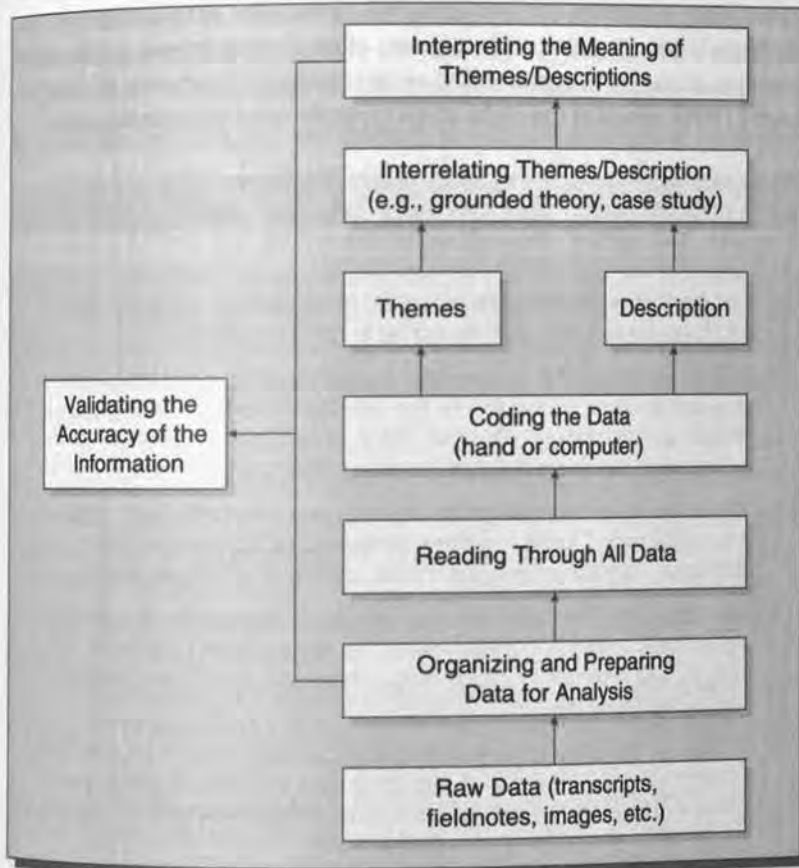 Interpreting the Meaning of
Themes/Descriptions
Interrelating Themes/Description
(e.g., grounded theory, case study)
Themes
Description
Validating the
Accuracy of the
Information
Coding the Data
(hand or computer)
Reading Through All Data
Organizing and Preparing
Data for Analysis
Raw Data (transcripts,
fieldnotes, images, etc.)